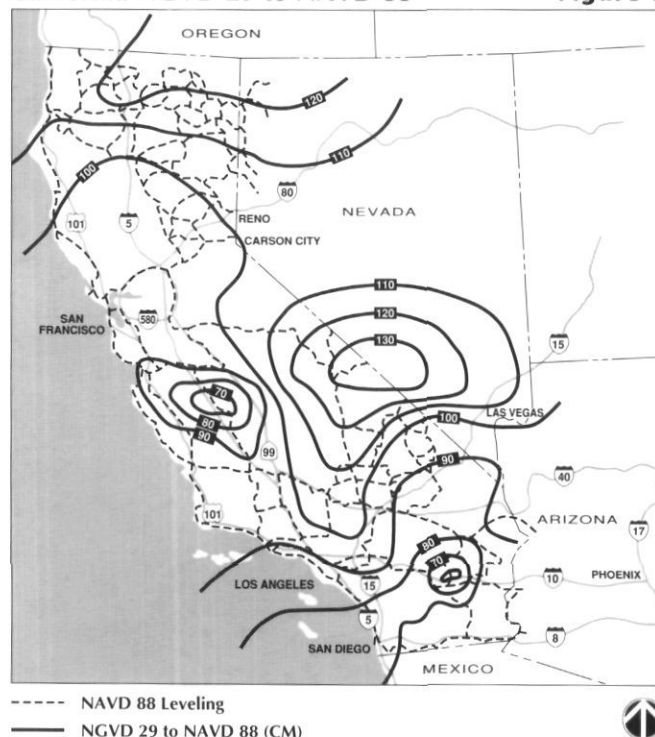 OREGON
120
110
100
80
101
5
RENO
NEVADA
CARSON CITY
110
SAN
FRANCISCO
580
120
130
15
70
80
90
100
LAS VEGAS
99
90
40
101
80
ARIZONA
17
70
LOS ANGELES
15
10
PHOENIX
5
8
SAN DIEGO
MEXICO
NAVD 88 Leveling
NGVD 29 to NAVD 88 (CM)